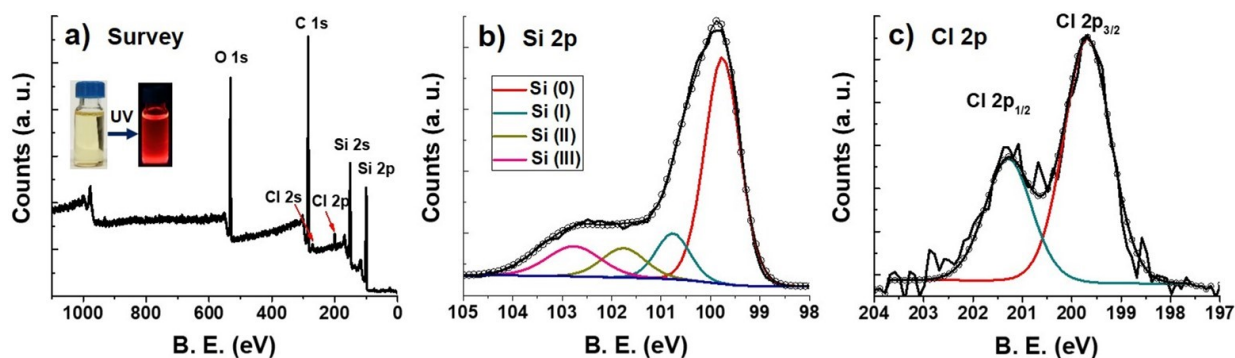 a) Survey
C 1s
O 1s
UV
Si 2s
Si 2p
Cl 2s
Cl 2p
Counts (a. u.)
1000 800 600 400 200 0
B. E. (eV)
b) Si 2p
Si (0)
Si (I)
Si (II)
Si (III)
Counts (a. u.)
105 104 103 102 101 100 99 98
B. E. (eV)
c) Cl 2p
Cl 2p3/2
Cl 2p1/2
Counts (a. u.)
204 203 202 201 200 199 198 197
B. E. (eV)